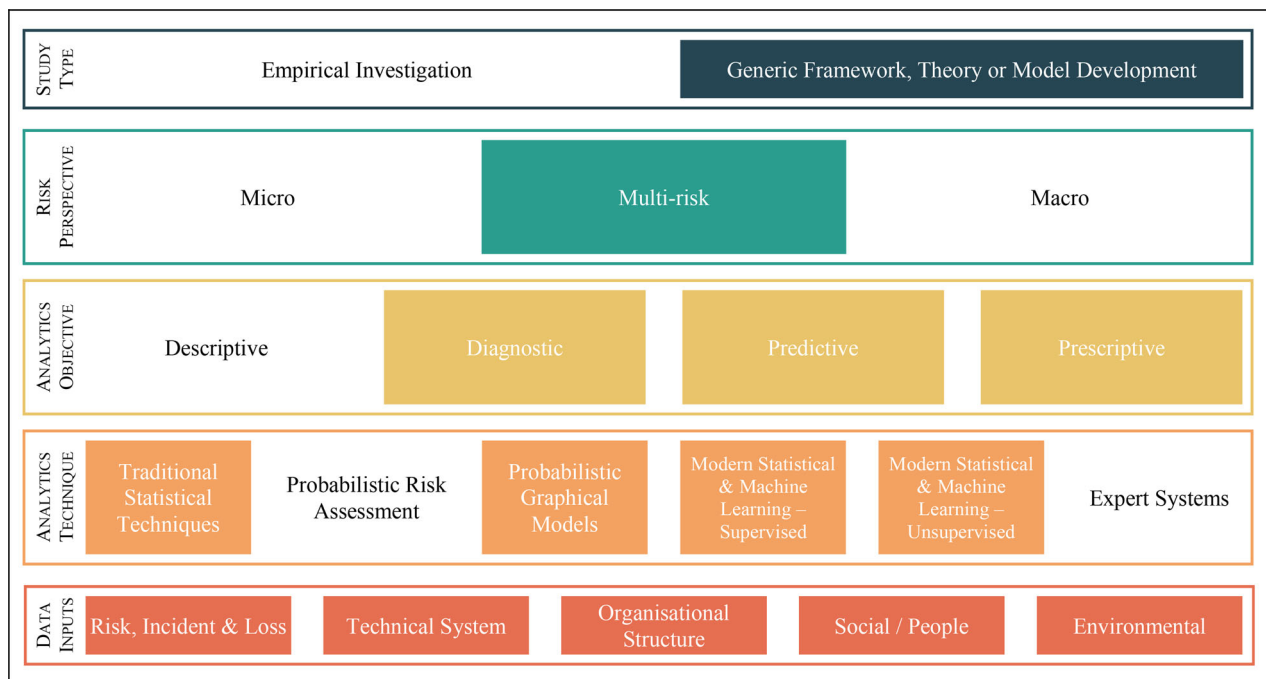 STUDY
TYPE
Empirical Investigation
Generic Framework, Theory or Model Development
RISK
PERSPECTIVE
Micro
Multi-risk
Macro
ANALYTICS
OBJECTIVE
Descriptive
Diagnostic
Predictive
Prescriptive
ANALYTICS
TECHNIQUE
Traditional
Statistical
Techniques
Probabilistic Risk
Assessment
Probabilistic
Graphical
Models
Modern Statistical
& Machine
Learning –
Supervised
Modern Statistical
& Machine
Learning –
Unsupervised
Expert Systems
DATA
INPUTS
Risk, Incident & Loss
Technical System
Organisational
Structure
Social / People
Environmental